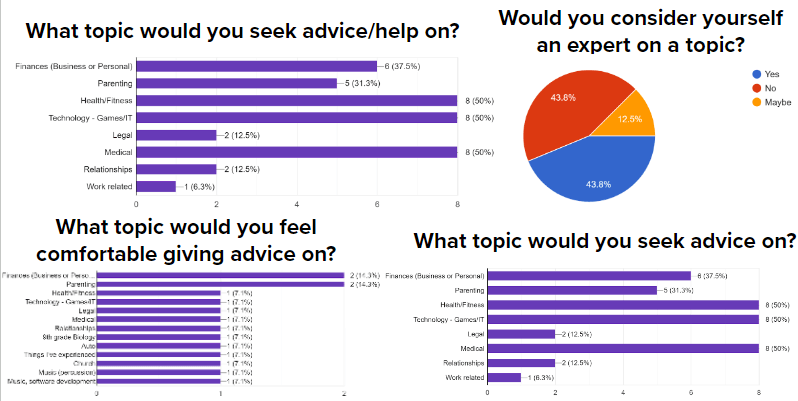 What topic would you seek advice/help on?
Finances (Business or Personal)
6 (37.5%)
Parenting
5 (31.3%)
Health/Fitness
8 (50%)
Technology - Games/IT
8 (50%)
Legal
2 (12.5%)
Medical
8 (50%)
Relationships
2 (12.5%)
Work related
1 (6.3%)
0 2 4 6 8
Would you consider yourself
an expert on a topic?
Yes
No
Maybe
43.8%
12.5%
43.8%
What topic would you feel
comfortable giving advice on?
Finances (Business or Perso...
2 (14.3%)
Parenting
2 (14.3%)
Health/Fitness
1 (7.1%)
Technology - Games/IT
1 (7.1%)
Legal
1 (7.1%)
Medical
1 (7.1%)
Relationships
1 (7.1%)
9th grade Biology
1 (7.1%)
Auto
1 (7.1%)
Things I've experienced
1 (7.1%)
Church
1 (7.1%)
Music (percussion)
1 (7.1%)
Music, software development
1 (7.1%)
0 1 2
What topic would you seek advice on?
Finances (Business or Personal)
6 (37.5%)
Parenting
5 (31.3%)
Health/Fitness
8 (50%)
Technology - Games/IT
8 (50%)
Legal
2 (12.5%)
Medical
8 (50%)
Relationships
2 (12.5%)
Work related
1 (6.3%)
0 2 4 6 8